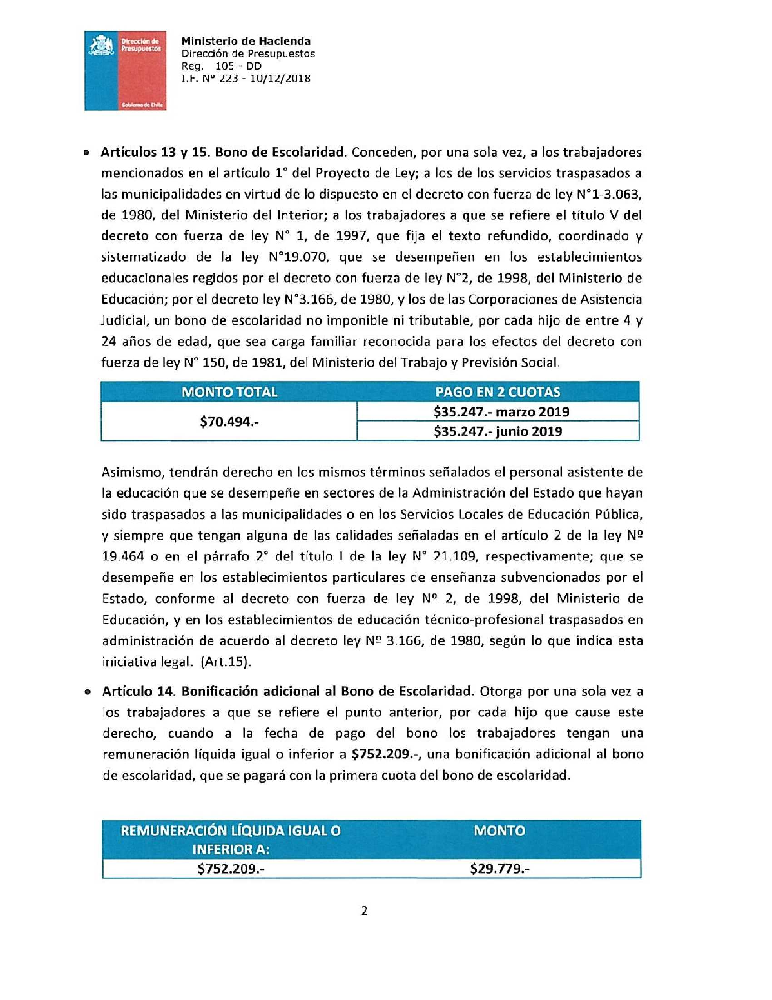 Dirección de
Presupuestos
Gobierno de Chile
Ministerio de Hacienda
Dirección de Presupuestos
Reg. 105 - DD
I.F. Nº 223 - 10/12/2018
• Artículos 13 y 15. Bono de Escolaridad. Conceden, por una sola vez, a los trabajadores
mencionados en el artículo 1° del Proyecto de Ley; a los de los servicios traspasados a
las municipalidades en virtud de lo dispuesto en el decreto con fuerza de ley N°1-3.063,
de 1980, del Ministerio del Interior; a los trabajadores a que se refiere el título V del
decreto con fuerza de ley N° 1, de 1997, que fija el texto refundido, coordinado y
sistematizado de la ley N°19.070, que se desempeñen en los establecimientos
educacionales regidos por el decreto con fuerza de ley N°2, de 1998, del Ministerio de
Educación; por el decreto ley N°3.166, de 1980, y los de las Corporaciones de Asistencia
Judicial, un bono de escolaridad no imponible ni tributable, por cada hijo de entre 4 y
24 años de edad, que sea carga familiar reconocida para los efectos del decreto con
fuerza de ley N° 150, de 1981, del Ministerio del Trabajo y Previsión Social.
MONTO TOTAL PAGO EN 2 CUOTAS
$70.494.- $35.247.- marzo 2019
$35.247.- junio 2019
Asimismo, tendrán derecho en los mismos términos señalados el personal asistente de
la educación que se desempeñe en sectores de la Administración del Estado que hayan
sido traspasados a las municipalidades o en los Servicios Locales de Educación Pública,
y siempre que tengan alguna de las calidades señaladas en el artículo 2 de la ley Nº
19.464 o en el párrafo 2° del título I de la ley N° 21.109, respectivamente; que se
desempeñe en los establecimientos particulares de enseñanza subvencionados por el
Estado, conforme al decreto con fuerza de ley Nº 2, de 1998, del Ministerio de
Educación, y en los establecimientos de educación técnico-profesional traspasados en
administración de acuerdo al decreto ley Nº 3.166, de 1980, según lo que indica esta
iniciativa legal. (Art.15).
• Artículo 14. Bonificación adicional al Bono de Escolaridad. Otorga por una sola vez a
los trabajadores a que se refiere el punto anterior, por cada hijo que cause este
derecho, cuando a la fecha de pago del bono los trabajadores tengan una
remuneración líquida igual o inferior a $752.209.-, una bonificación adicional al bono
de escolaridad, que se pagará con la primera cuota del bono de escolaridad.
REMUNERACIÓN LÍQUIDA IGUAL O MONTO
INFERIOR A:
$752.209.- $29.779.-
2